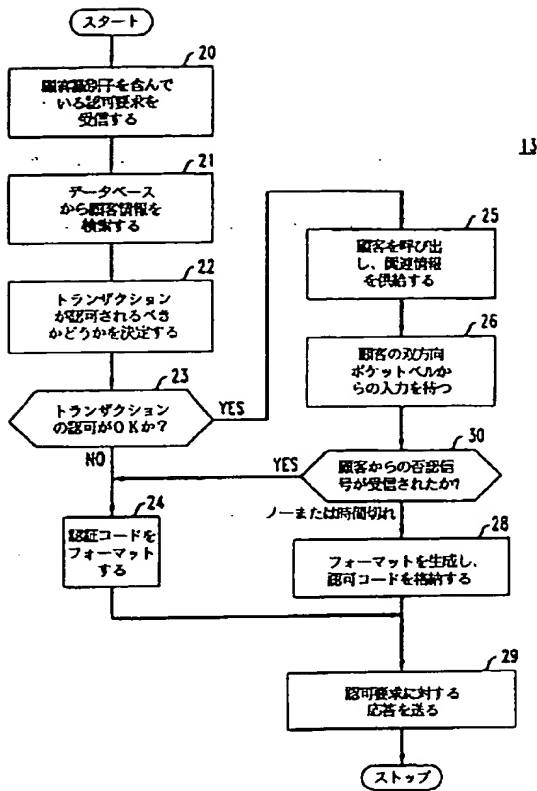 スタート
20
顧客識別子を含んで
いる認可要求を
受信する
13
21
データベース
から顧客情報を
検索する
22
トランザクション
が認可されるべき
かどうかを決定する
23
トランザクション
の認可がOKか?
YES
NO
24
認証コードを
フォーマット
する
25
顧客を呼び出
し、関連情報
を供給する
26
顧客の双方向
ポケットベルか
らの入力を待つ
30
顧客からの否認信
号が受信されたか?
YES
ノーまたは時間切れ
28
フォーマットを生成し、
認可コードを格納する
29
認可要求に対する
応答を送る
ストップ